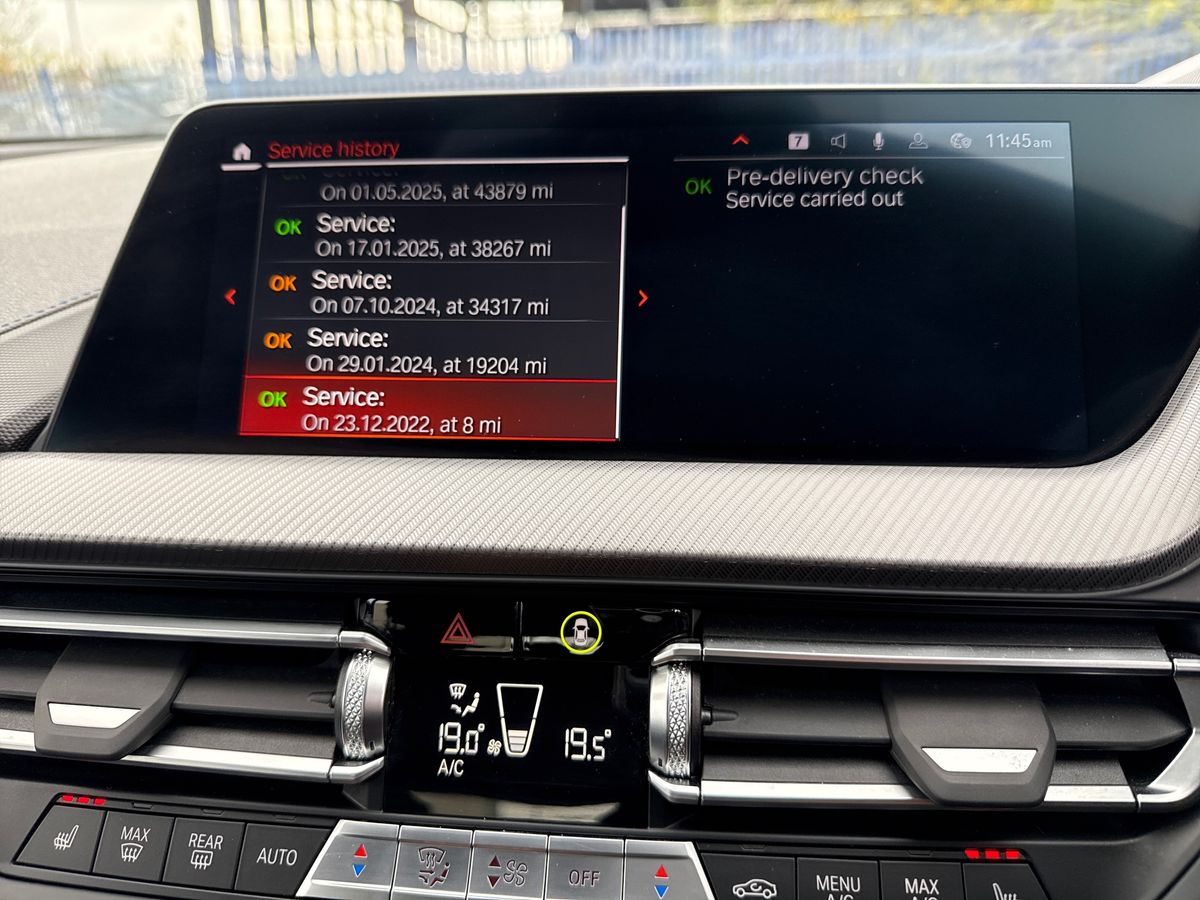 Service history
7
11:45am
On 01.05.2025, at 43879 mi
OK Service:
On 17.01.2025, at 38267 mi
OK Service:
On 07.10.2024, at 34317 mi
OK Service:
On 29.01.2024, at 19204 mi
OK Service:
On 23.12.2022, at 8 mi
OK Pre-delivery check
Service carried out
19.0°
19.5°
A/C
MAX
REAR
AUTO
OFF
MENU
A/C
MAX
A/C